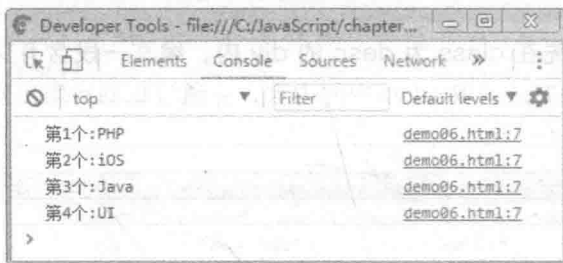 Developer Tools - file:///C:/JavaScript/chapter...
Elements Console Sources Network »
top Filter Default levels
第1个:PHP demo06.html:7
第2个:iOS demo06.html:7
第3个:Java demo06.html:7
第4个:UI demo06.html:7
>